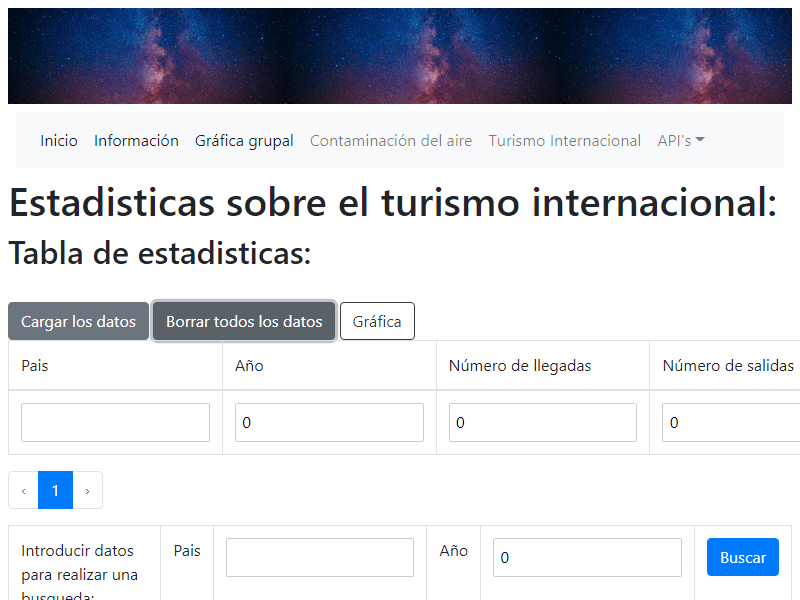 Inicio Información Gráfica grupal Contaminación del aire Turismo Internacional API's
Estadisticas sobre el turismo internacional:
Tabla de estadisticas:
Cargar los datos Borrar todos los datos Gráfica
Pais Año Número de llegadas Número de salidas
0 0 0
‹ 1 ›
Introducir datos Pais Año 0 Buscar
para realizar una
busqueda: